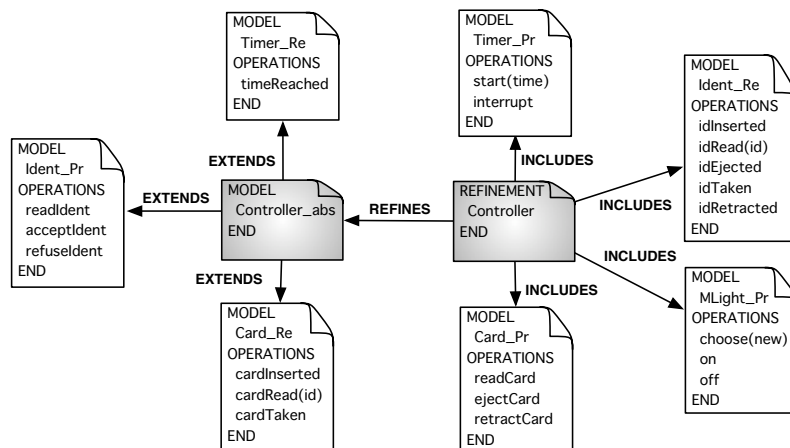 MODEL
Timer_Re
OPERATIONS
timeReached
END
MODEL
Timer_Pr
OPERATIONS
start(time)
interrupt
END
MODEL
Ident_Re
OPERATIONS
idInserted
idRead(id)
idEjected
idTaken
idRetracted
END
MODEL
Ident_Pr
OPERATIONS
readIdent
acceptIdent
refuseIdent
END
EXTENDS
INCLUDES
EXTENDS
MODEL
Controller_abs
END
REFINES
REFINEMENT
Controller
END
INCLUDES
INCLUDES
EXTENDS
INCLUDES
MODEL
Card_Re
OPERATIONS
cardInserted
cardRead(id)
cardTaken
END
MODEL
Card_Pr
OPERATIONS
readCard
ejectCard
retractCard
END
MODEL
MLight_Pr
OPERATIONS
choose(new)
on
off
END